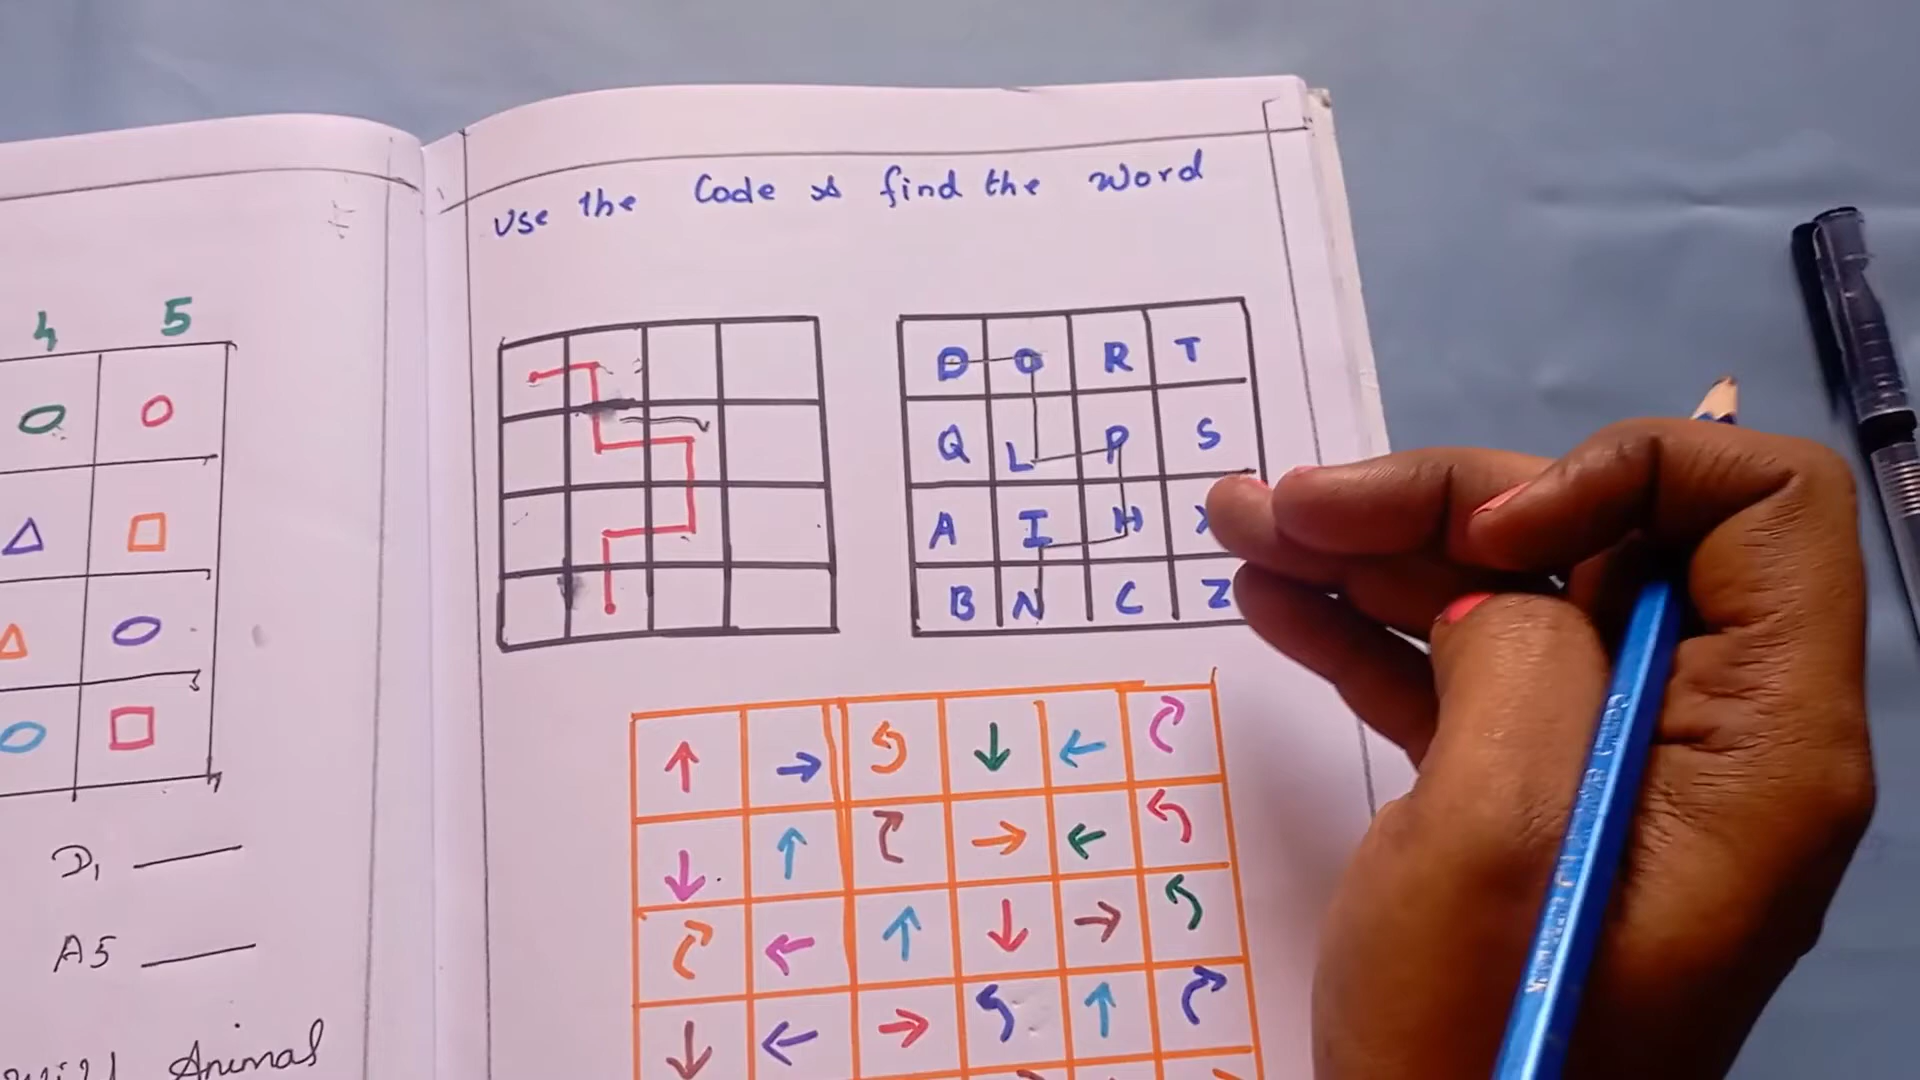 Use the Code & find the Word
4 5
D O R T
Q L P S
A I H
B N C Z
D1
A5
Animal